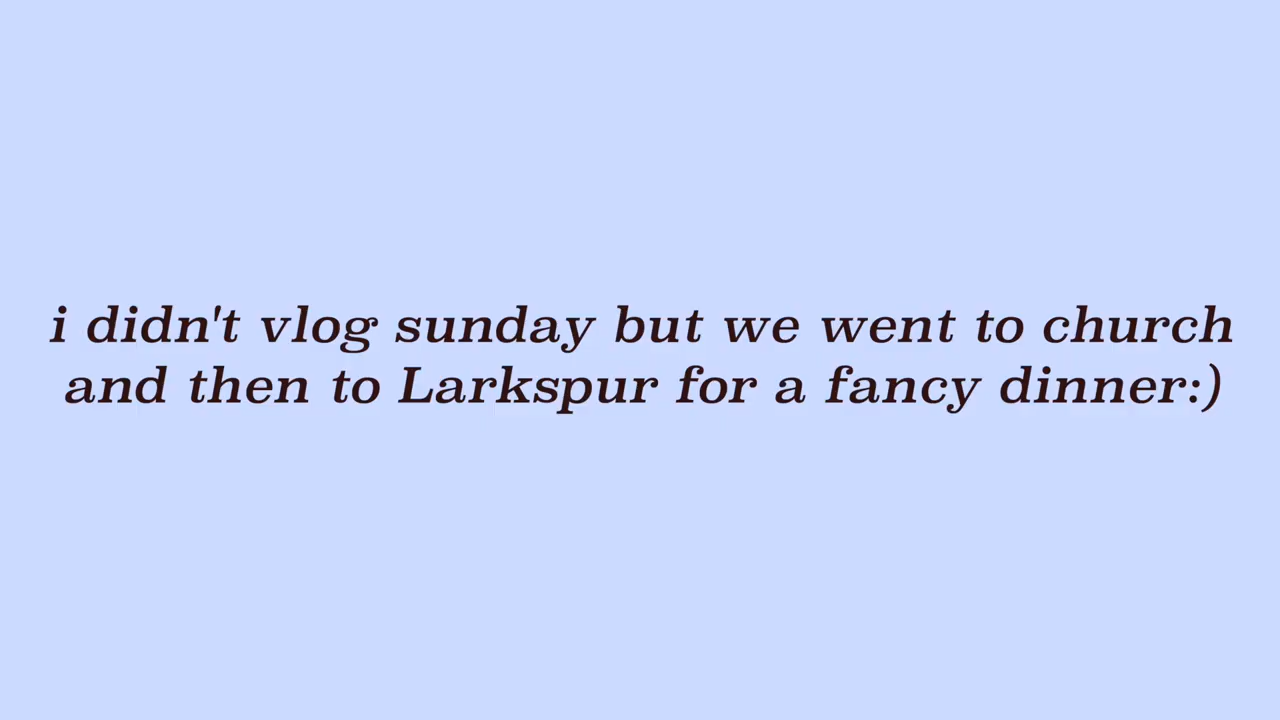 i didn't vlog sunday but we went to church
and then to Larkspur for a fancy dinner:)